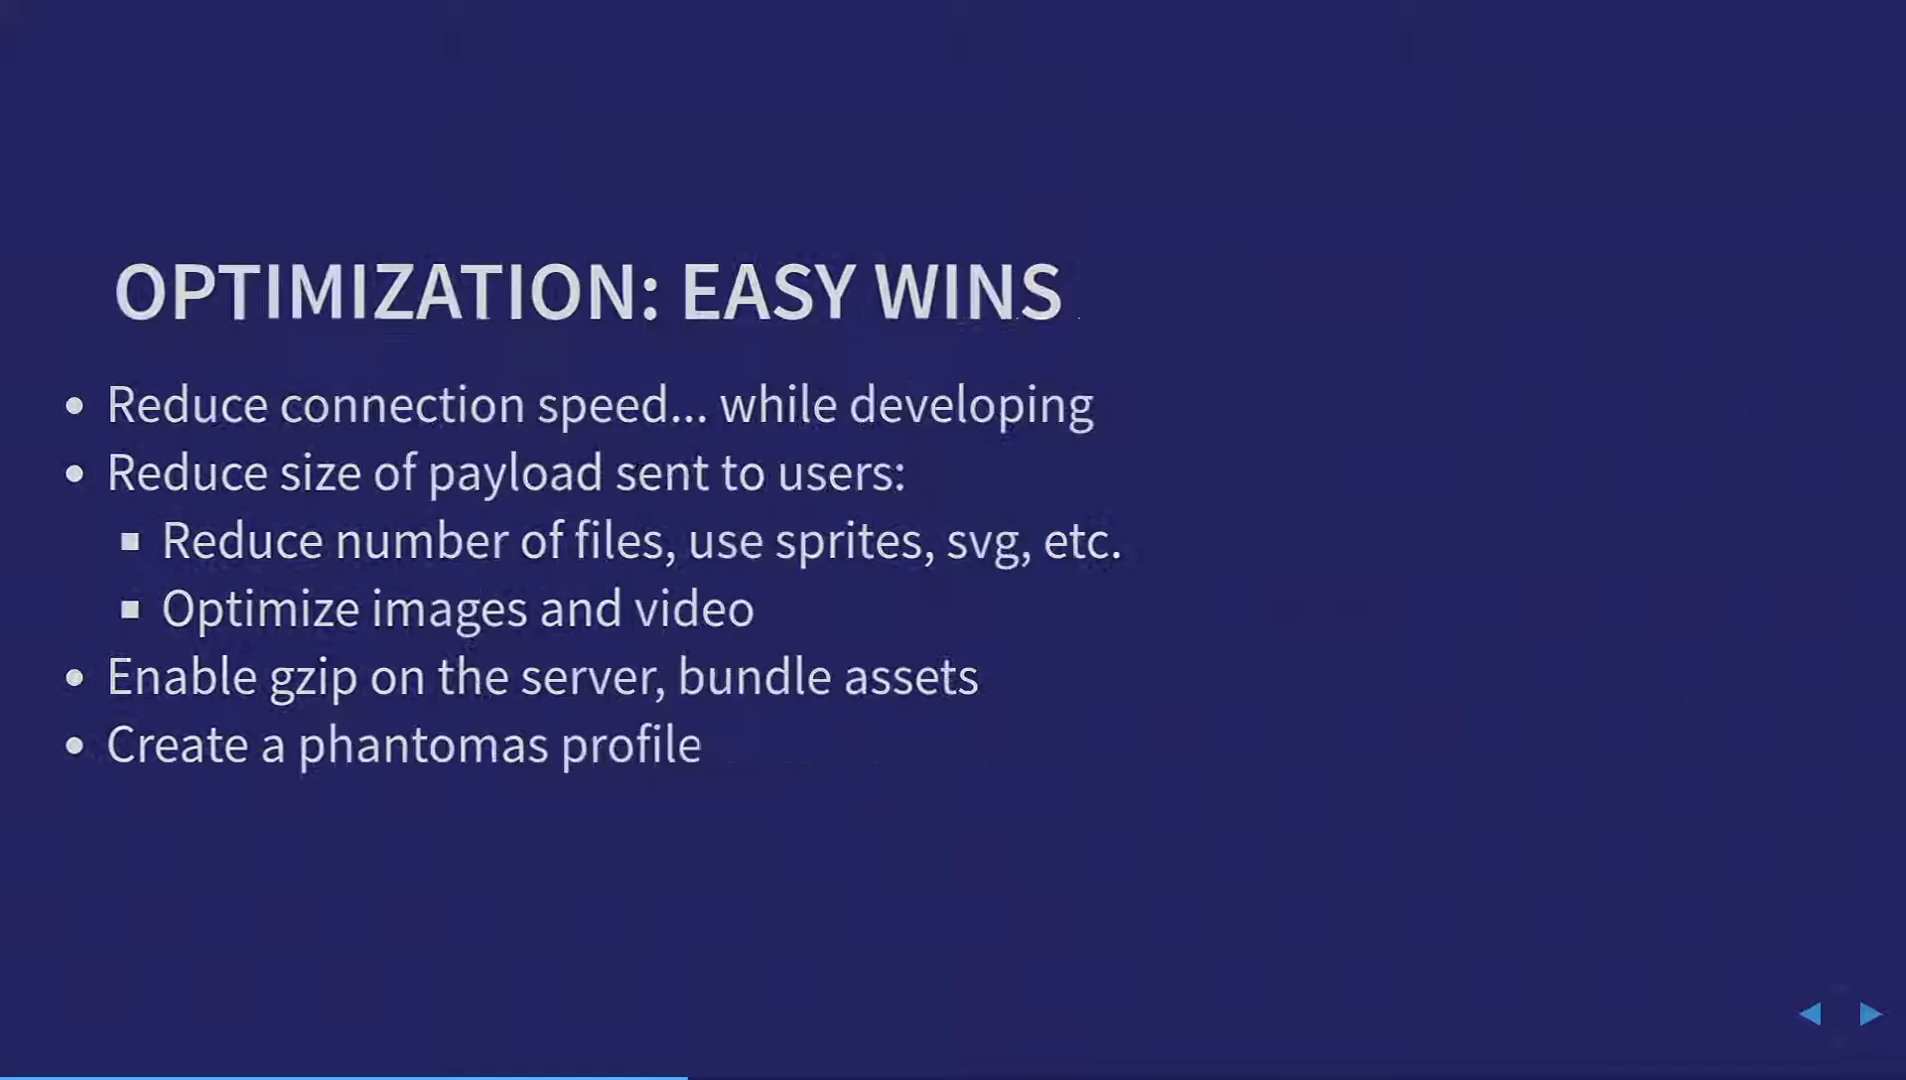 OPTIMIZATION: EASY WINS
Reduce connection speed... while developing
Reduce size of payload sent to users:
Reduce number of files, use sprites, svg, etc.
Optimize images and video
Enable gzip on the server, bundle assets
Create a phantomas profile